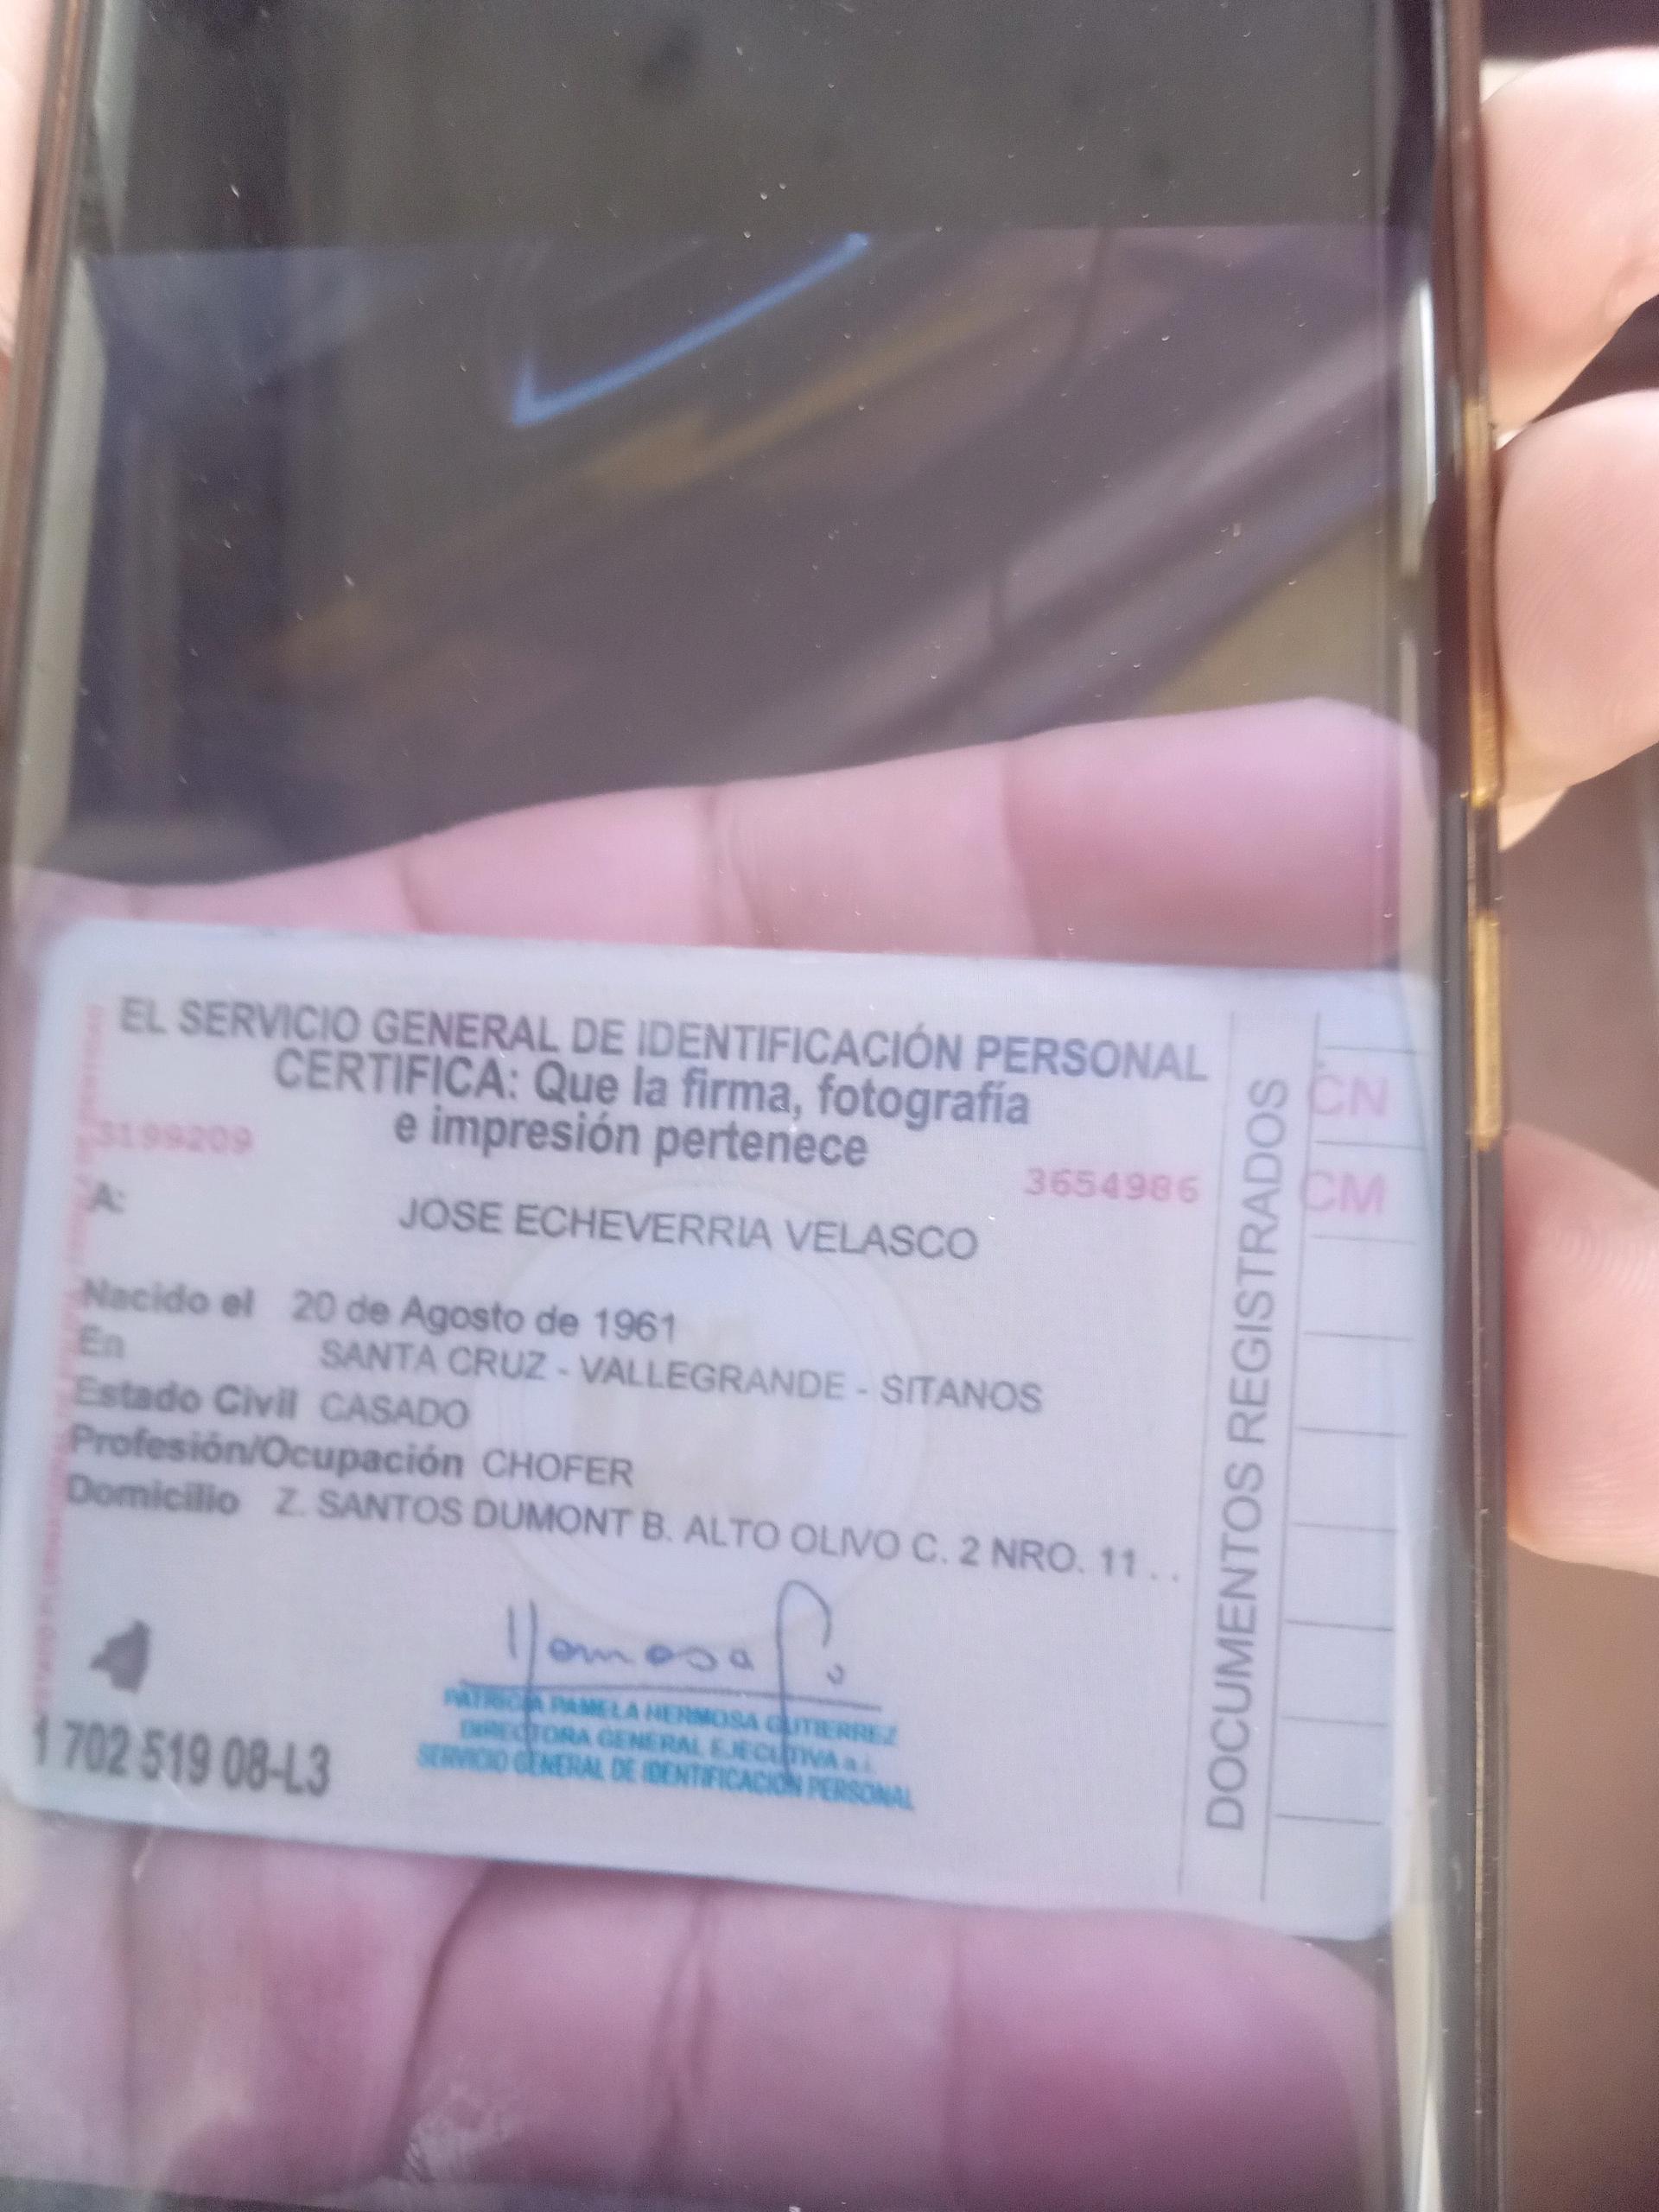 EL SERVICIO GENERAL DE IDENTIFICACIÓN PERSONAL
CERTIFICA: Que la firma, fotografía
e impresión pertenece
3199209
3654986
A: JOSE ECHEVERRIA VELASCO
Nacido el 20 de Agosto de 1961
En SANTA CRUZ - VALLEGRANDE - SITANOS
Estado Civil CASADO
Profesión/Ocupación CHOFER
Domicilio Z. SANTOS DUMONT B. ALTO OLIVO C. 2 NRO. 11 . .
Hermosa G.
PATRICIA PAMELA HERMOSA GUTIERREZ
DIRECTORA GENERAL EJECUTIVA a.i.
SERVICIO GENERAL DE IDENTIFICACIÓN PERSONAL
1 702 519 08-L3
DOCUMENTOS REGISTRADOS
CN
CM